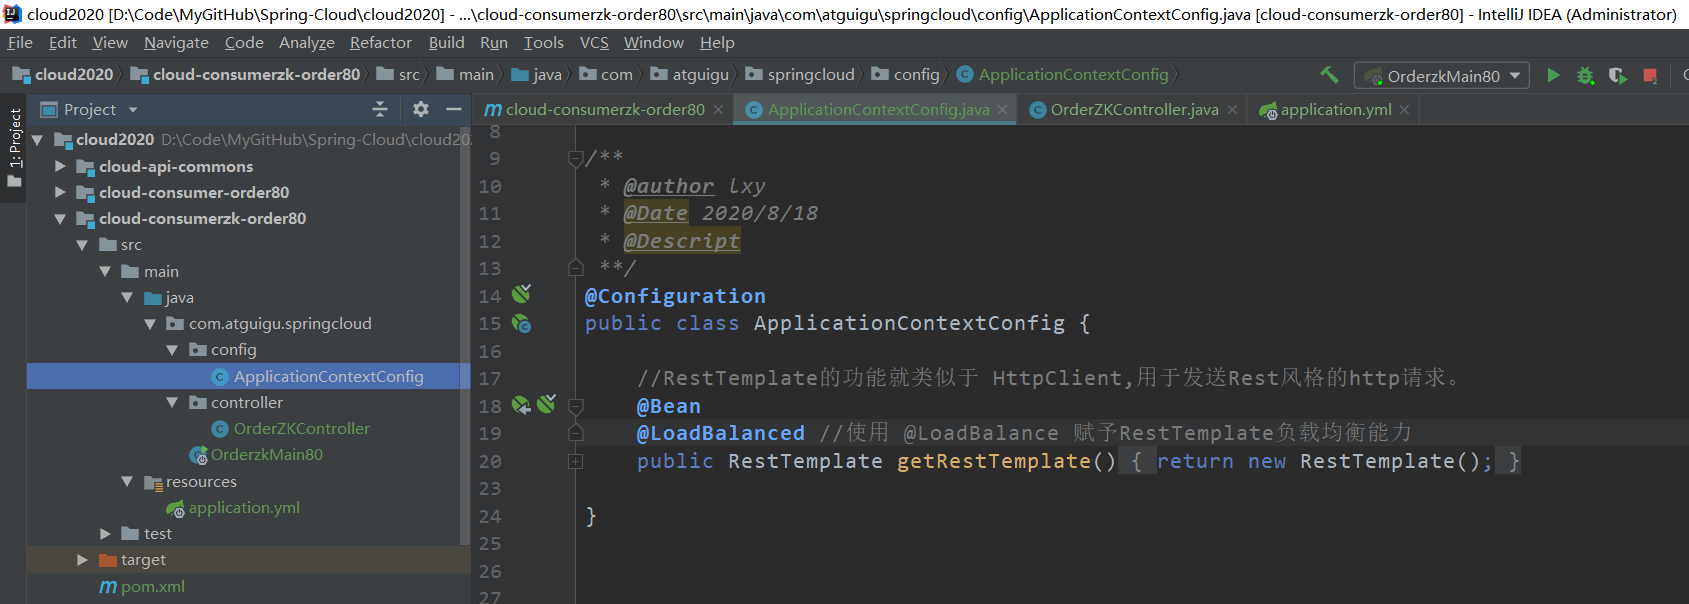 cloud2020 [D:\Code\MyGitHub\Spring-Cloud\cloud2020] - ...\cloud-consumerzk-order80\src\main\java\com\atguigu\springcloud\config\ApplicationContextConfig.java [cloud-consumerzk-order80] - IntelliJ IDEA (Administrator)
File Edit View Navigate Code Analyze Refactor Build Run Tools VCS Window Help
cloud2020 cloud-consumerzk-order80 src main java com atguigu springcloud config ApplicationContextConfig OrderzkMain80
1: Project
Project
cloud-consumerzk-order80 ApplicationContextConfig.java OrderZKController.java application.yml
cloud2020 D:\Code\MyGitHub\Spring-Cloud\cloud20
cloud-api-commons
cloud-consumer-order80
cloud-consumerzk-order80
src
main
java
com.atguigu.springcloud
config
ApplicationContextConfig
controller
OrderZKController
OrderzkMain80
resources
application.yml
test
target
pom.xml
8
9 /**
10 * @author lxy
11 * @Date 2020/8/18
12 * @Descript
13 **/
14 @Configuration
15 public class ApplicationContextConfig {
16
17 //RestTemplate的功能就类似于 HttpClient,用于发送Rest风格的http请求。
18 @Bean
19 @LoadBalanced //使用 @LoadBalance 赋予RestTemplate负载均衡能力
20 public RestTemplate getRestTemplate() { return new RestTemplate(); }
23
24 }
25
26
27